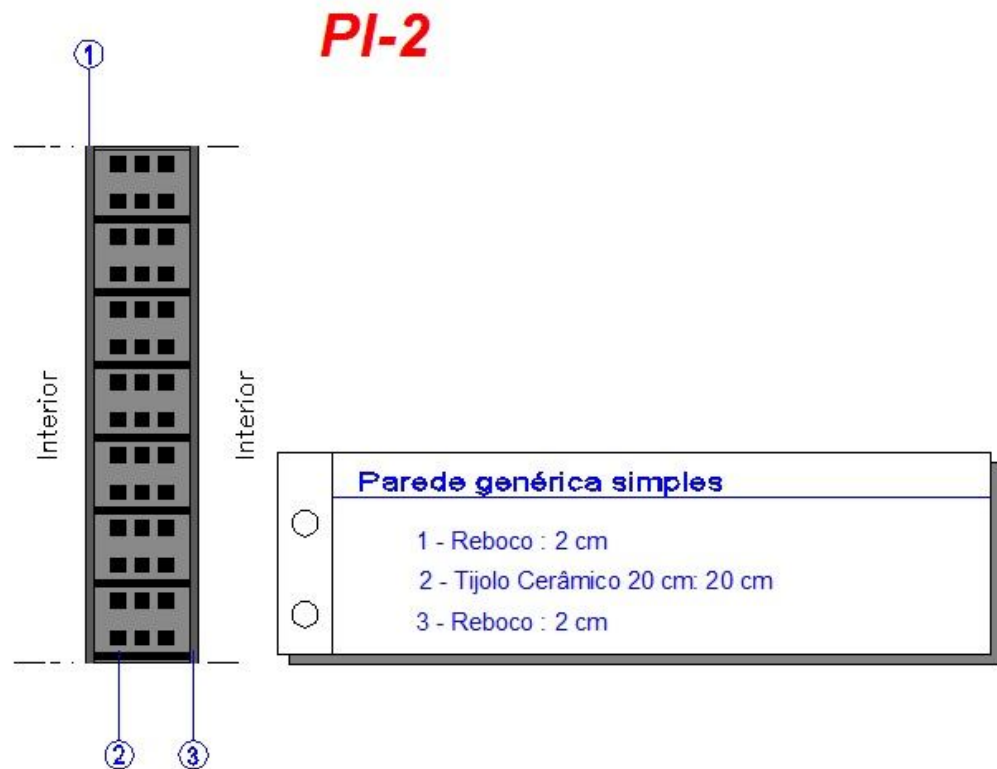 PI-2
1
Interior
Interior
Parede genérica simples
1 - Reboco : 2 cm
2 - Tijolo Cerâmico 20 cm: 20 cm
3 - Reboco : 2 cm
2
3